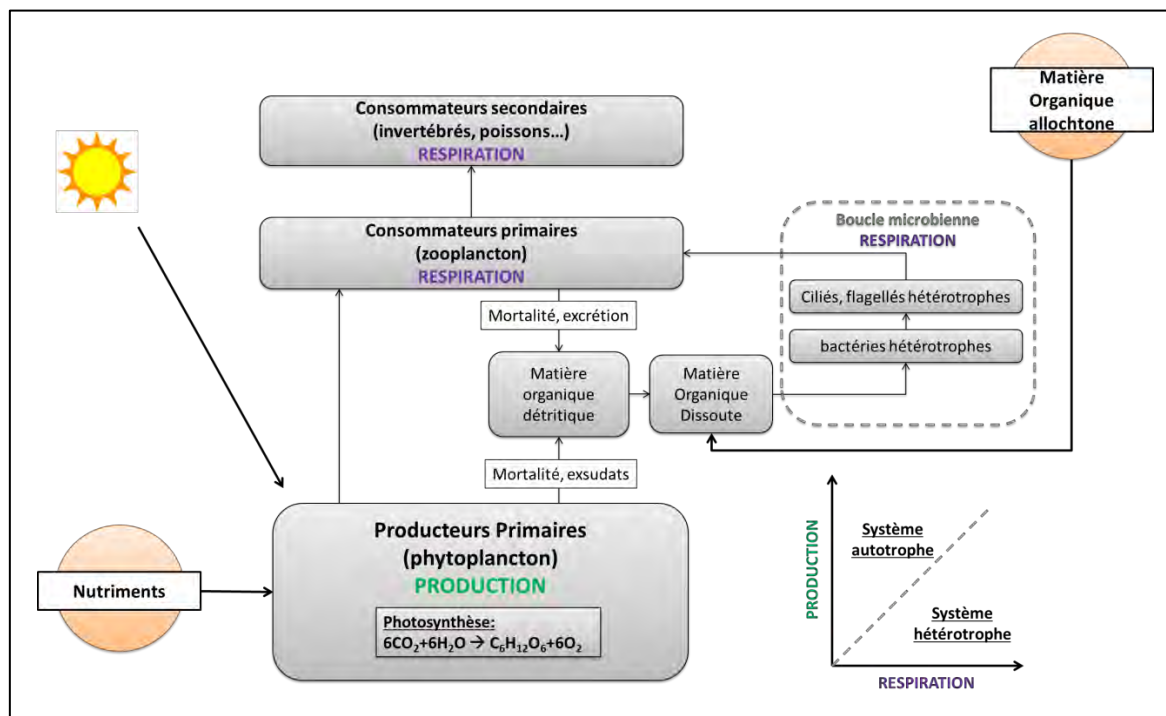 Matière
Organique
allochtone
Consommateurs secondaires
(invertébrés, poissons…)
RESPIRATION
Consommateurs primaires
(zooplancton)
RESPIRATION
Boucle microbienne
RESPIRATION
Ciliés, flagellés hétérotrophes
bactéries hétérotrophes
Mortalité, excrétion
Matière
organique
détritique
Matière
Organique
Dissoute
Mortalité, exsudats
Producteurs Primaires
(phytoplancton)
PRODUCTION
Photosynthèse:
6CO₂+6H₂O → C₆H₁₂O₆+6O₂
Nutriments
PRODUCTION
Système
autotrophe
Système
hétérotrophe
RESPIRATION